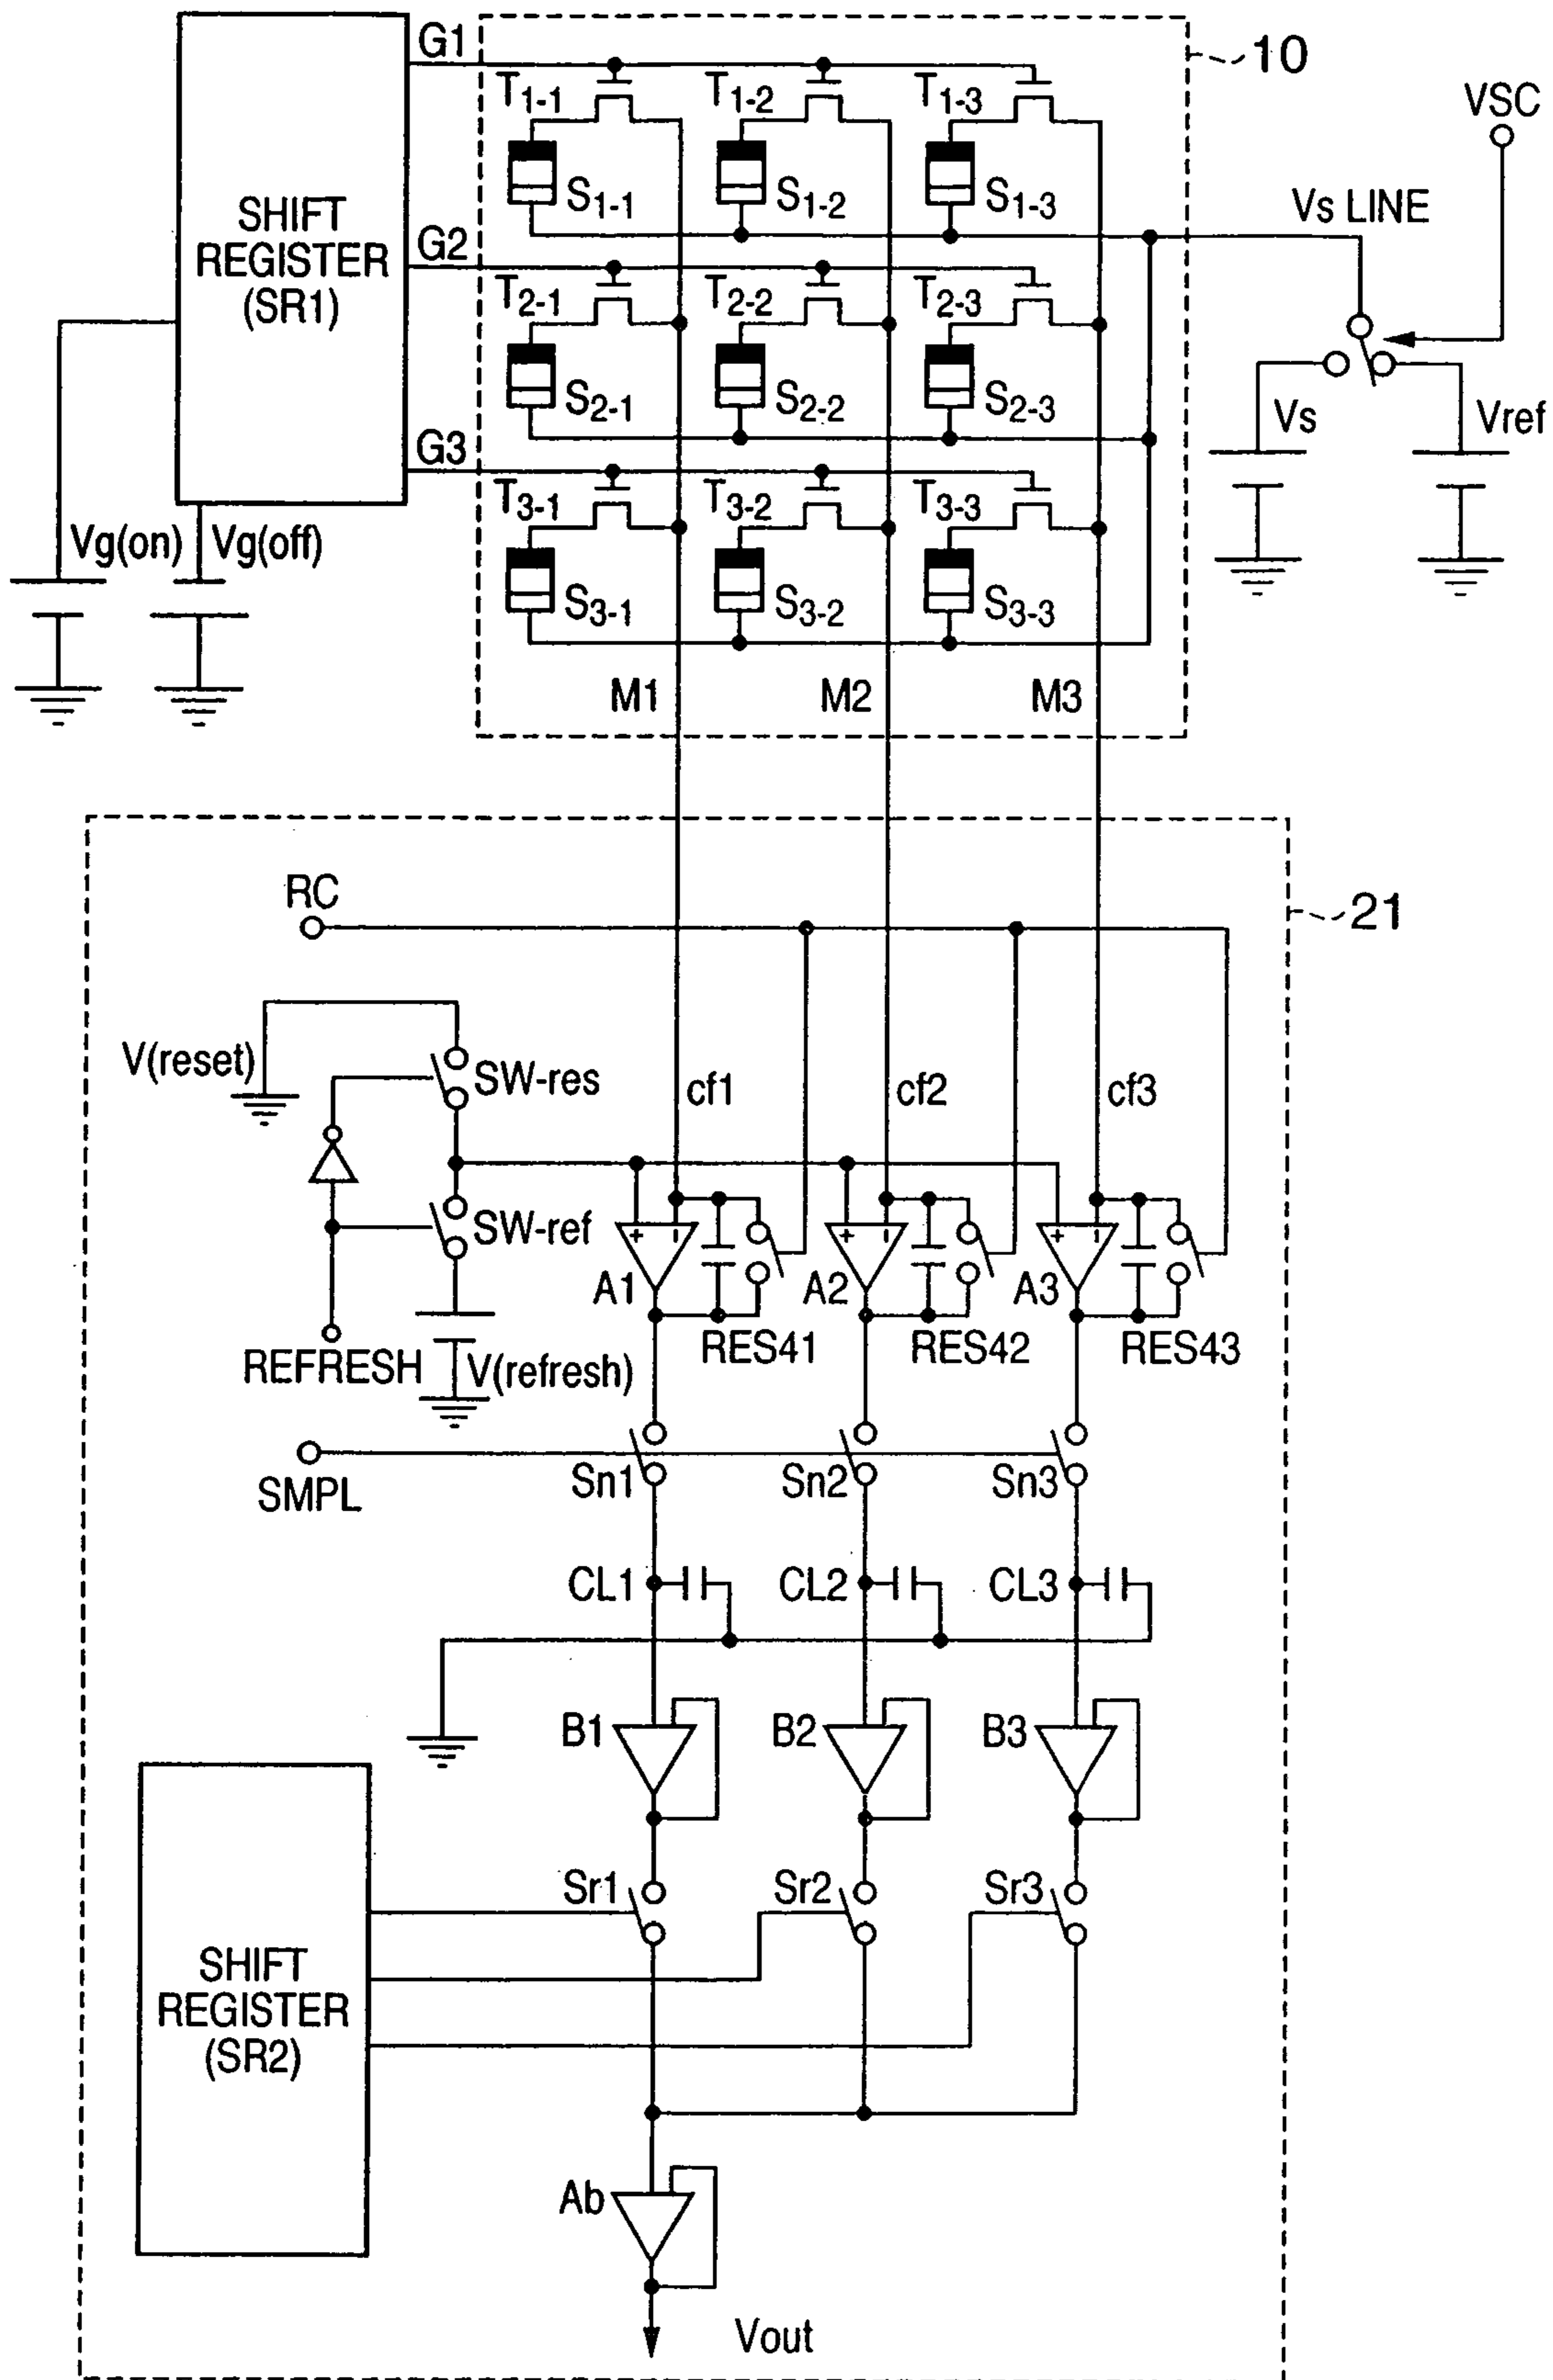 G1
10
T1-1
T1-2
T1-3
VSC
S1-1
S1-2
S1-3
Vs LINE
SHIFT
REGISTER
(SR1)
G2
T2-1
T2-2
T2-3
S2-1
S2-2
S2-3
Vs
Vref
G3
T3-1
T3-2
T3-3
Vg(on)
Vg(off)
S3-1
S3-2
S3-3
M1
M2
M3
RC
21
V(reset)
SW-res
cf1
cf2
cf3
SW-ref
+
-
+
-
+
-
A1
A2
A3
REFRESH
V(refresh)
RES41
RES42
RES43
SMPL
Sn1
Sn2
Sn3
CL1
CL2
CL3
B1
B2
B3
Sr1
Sr2
Sr3
SHIFT
REGISTER
(SR2)
Ab
Vout